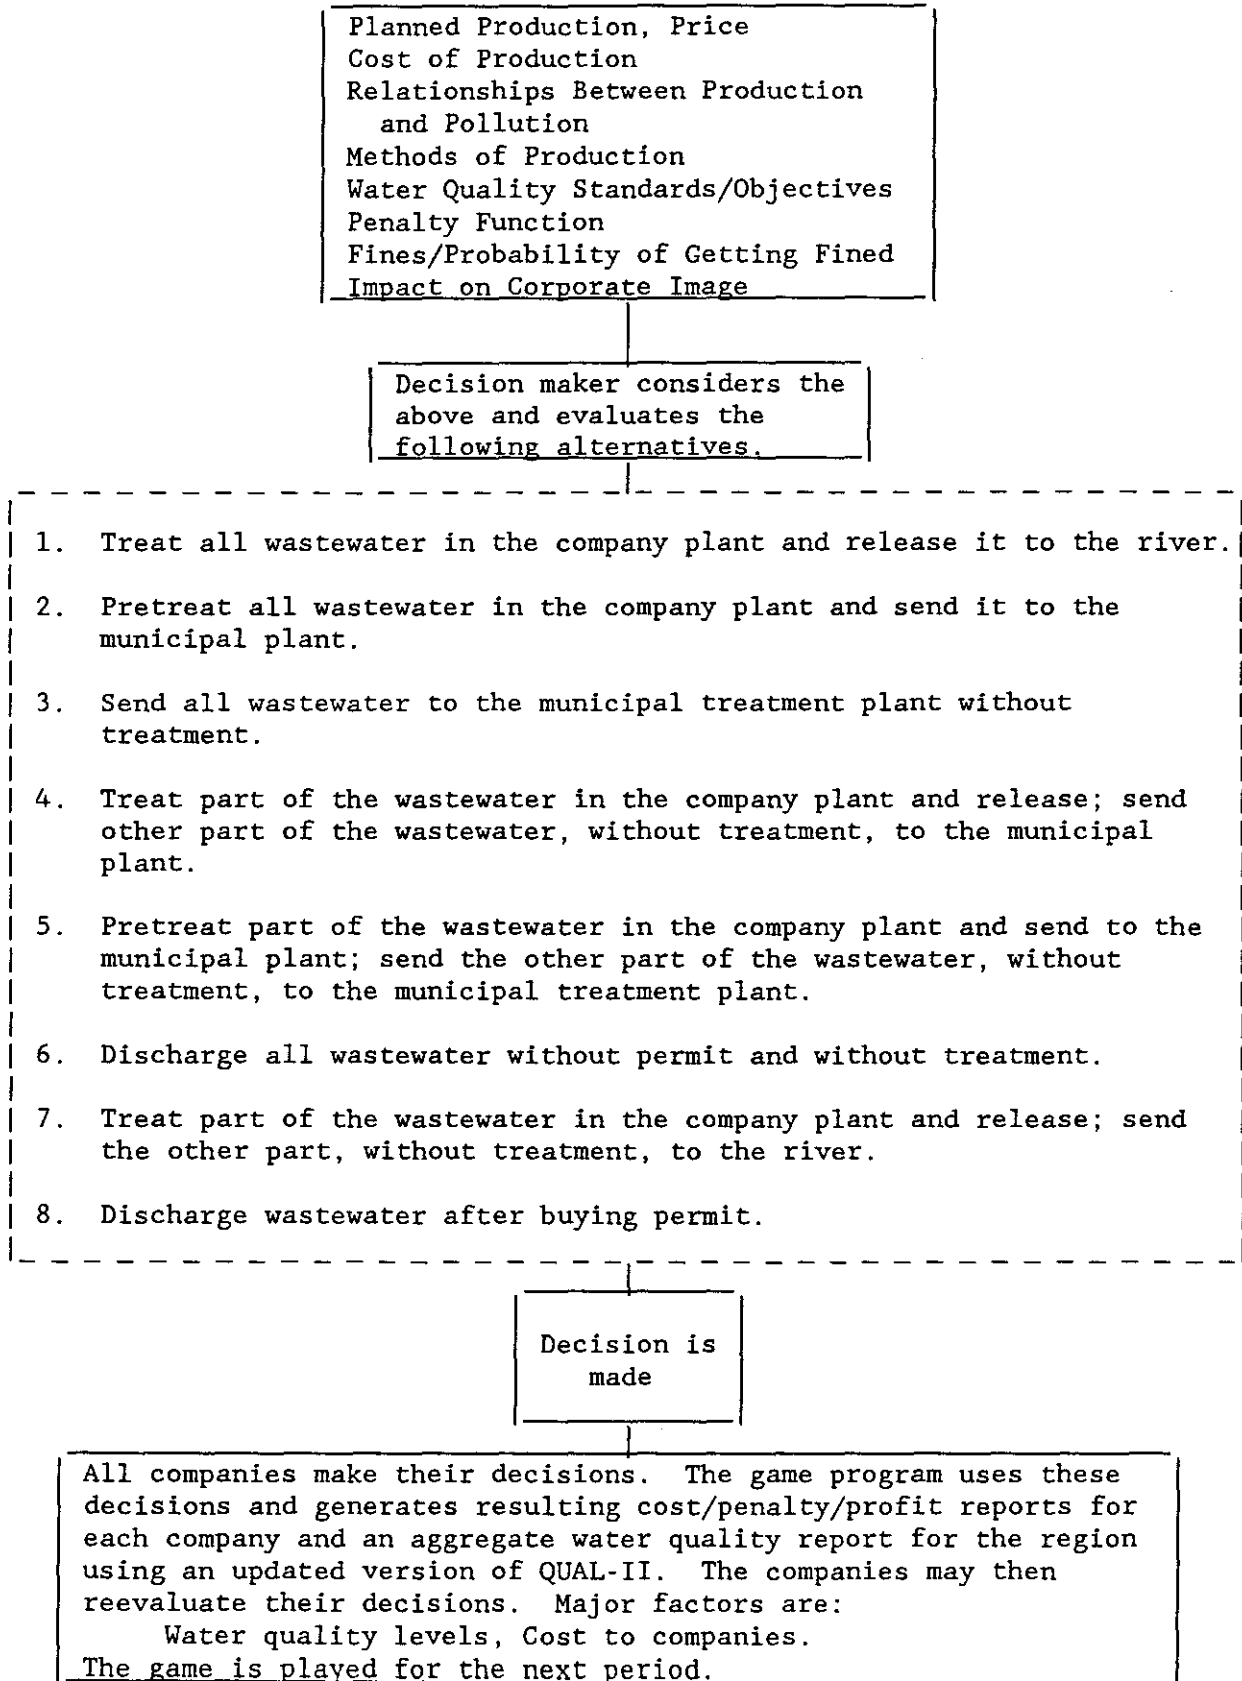 Planned Production, Price
Cost of Production
Relationships Between Production
and Pollution
Methods of Production
Water Quality Standards/Objectives
Penalty Function
Fines/Probability of Getting Fined
Impact on Corporate Image
Decision maker considers the
above and evaluates the
following alternatives.
1. Treat all wastewater in the company plant and release it to the river.
2. Pretreat all wastewater in the company plant and send it to the
municipal plant.
3. Send all wastewater to the municipal treatment plant without
treatment.
4. Treat part of the wastewater in the company plant and release; send
other part of the wastewater, without treatment, to the municipal
plant.
5. Pretreat part of the wastewater in the company plant and send to the
municipal plant; send the other part of the wastewater, without
treatment, to the municipal treatment plant.
6. Discharge all wastewater without permit and without treatment.
7. Treat part of the wastewater in the company plant and release; send
the other part, without treatment, to the river.
8. Discharge wastewater after buying permit.
Decision is
made
All companies make their decisions. The game program uses these
decisions and generates resulting cost/penalty/profit reports for
each company and an aggregate water quality report for the region
using an updated version of QUAL-II. The companies may then
reevaluate their decisions. Major factors are:
Water quality levels, Cost to companies.
The game is played for the next period.